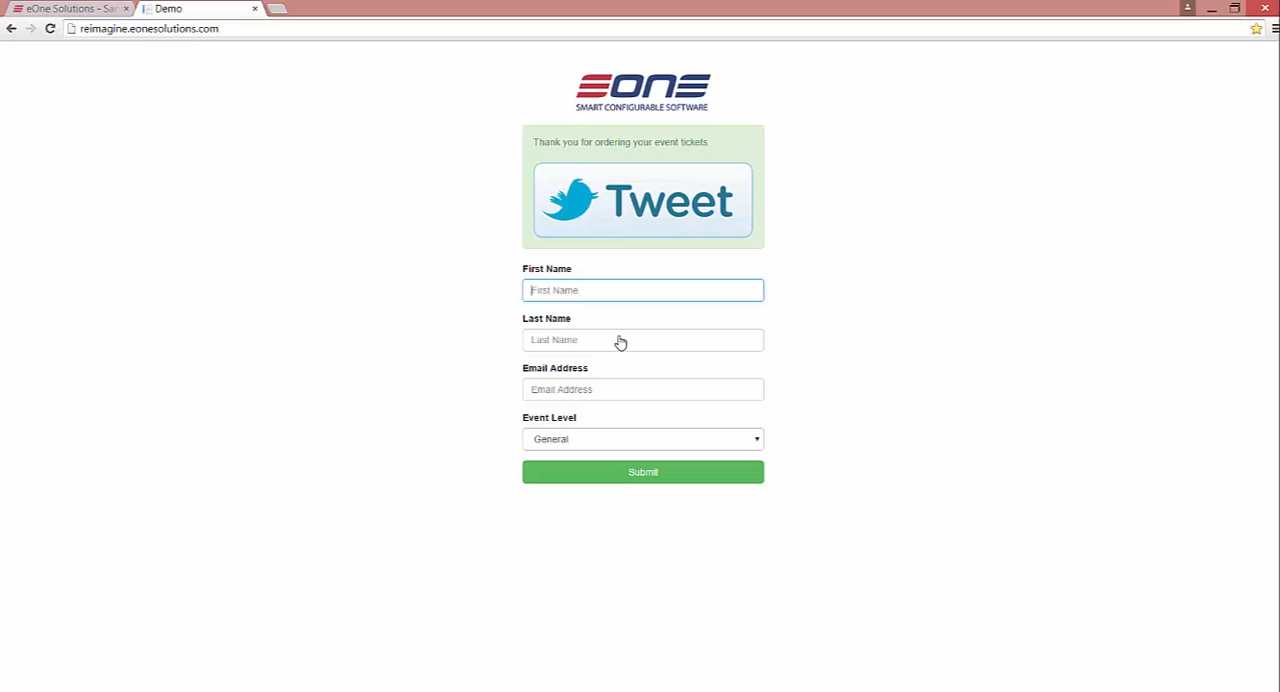 eOne Solutions - Sar
Demo
reimagine.eonesolutions.com
eone
SMART CONFIGURABLE SOFTWARE
Thank you for ordering your event tickets
Tweet
First Name
First Name
Last Name
Last Name
Email Address
Email Address
Event Level
General
Submit